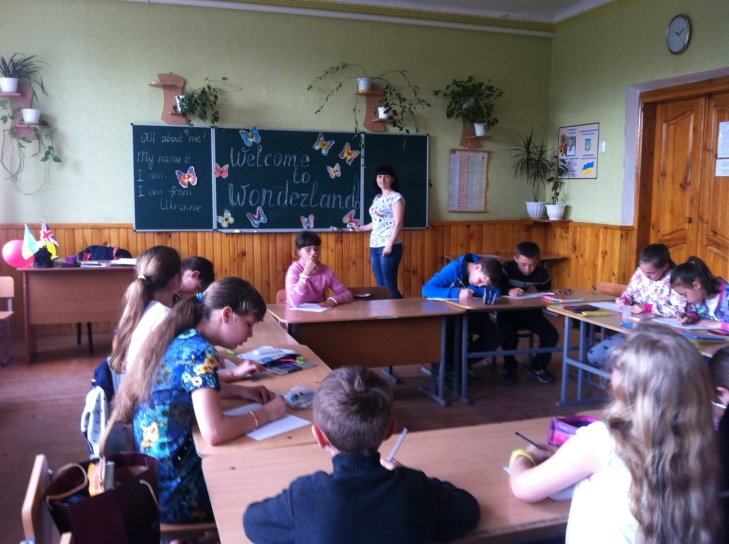 All about me!
My name is...
I am...
I am from
Ukraine...
Welcome
to
Wonderland